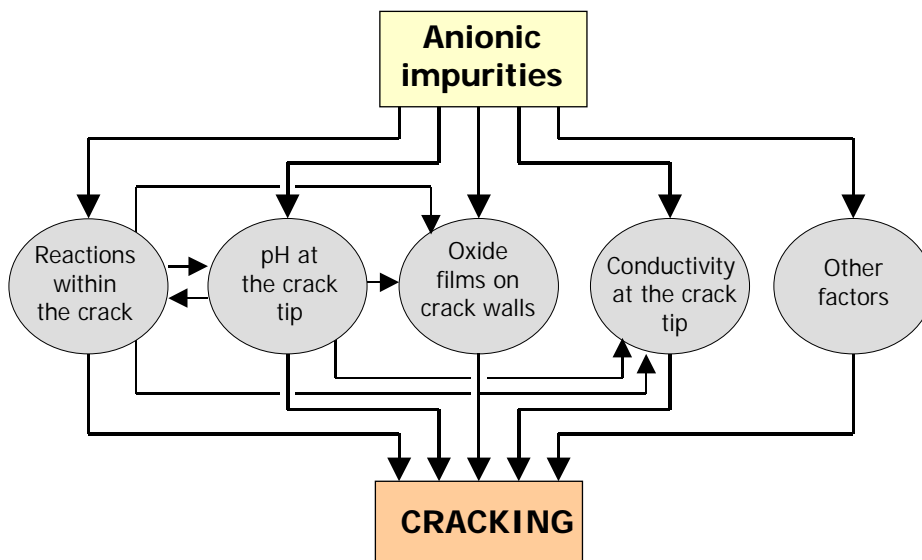 Anionic
impurities
Reactions
within
the crack
pH at
the crack
tip
Oxide
films on
crack walls
Conductivity
at the crack
tip
Other
factors
CRACKING